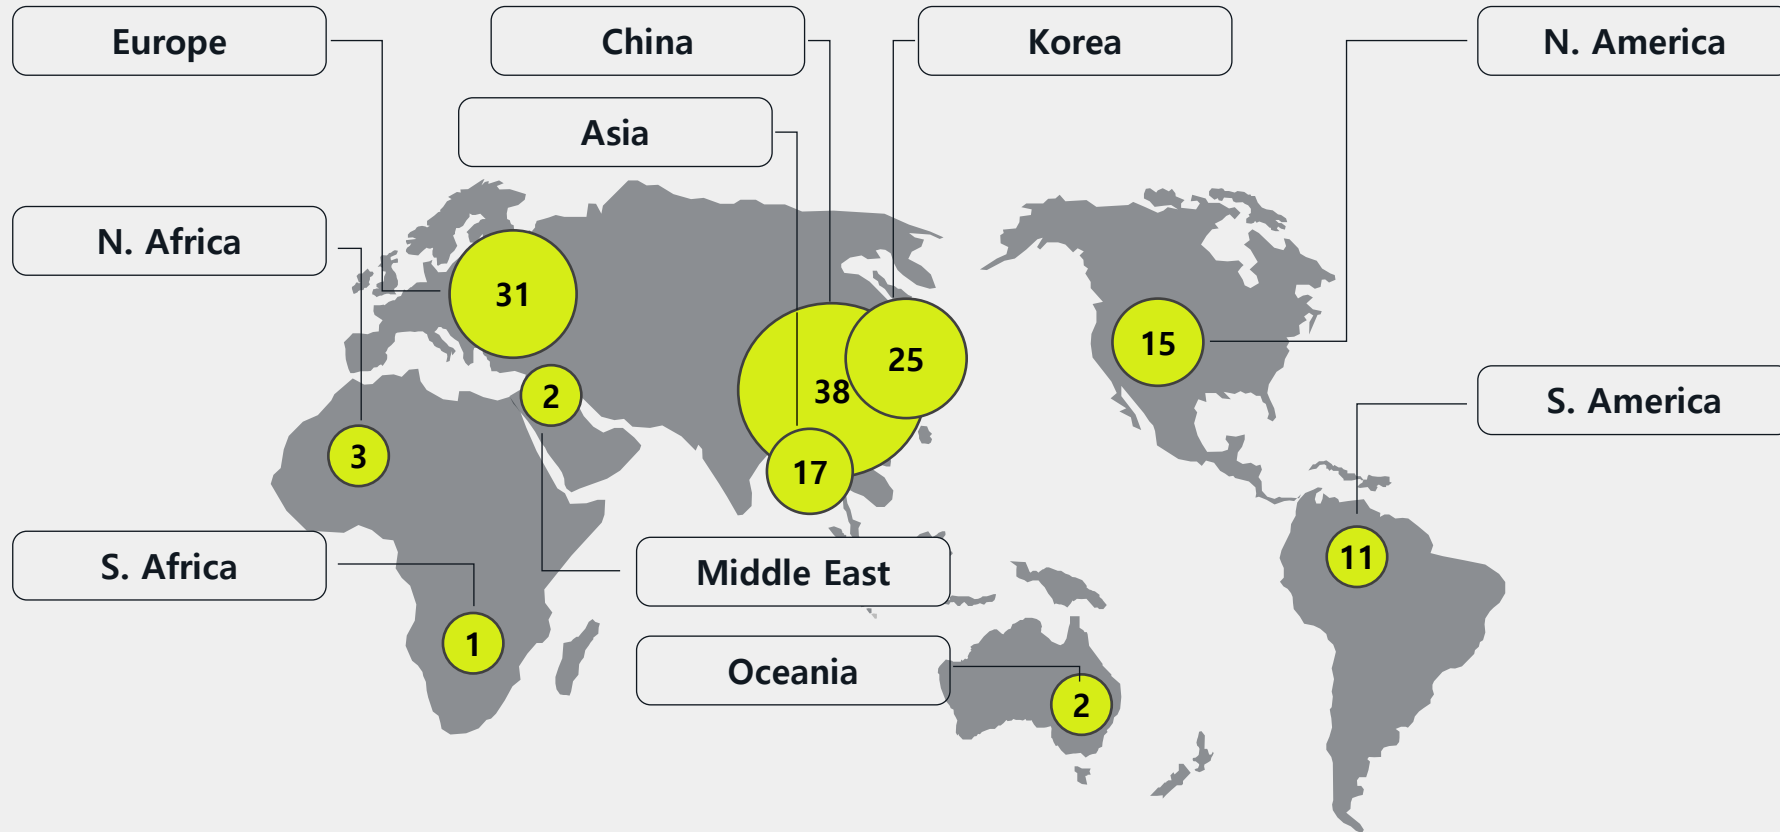 Europe
China
Korea
N. America
Asia
N. Africa
31
25
15
38
2
S. America
3
17
11
S. Africa
Middle East
1
Oceania
2